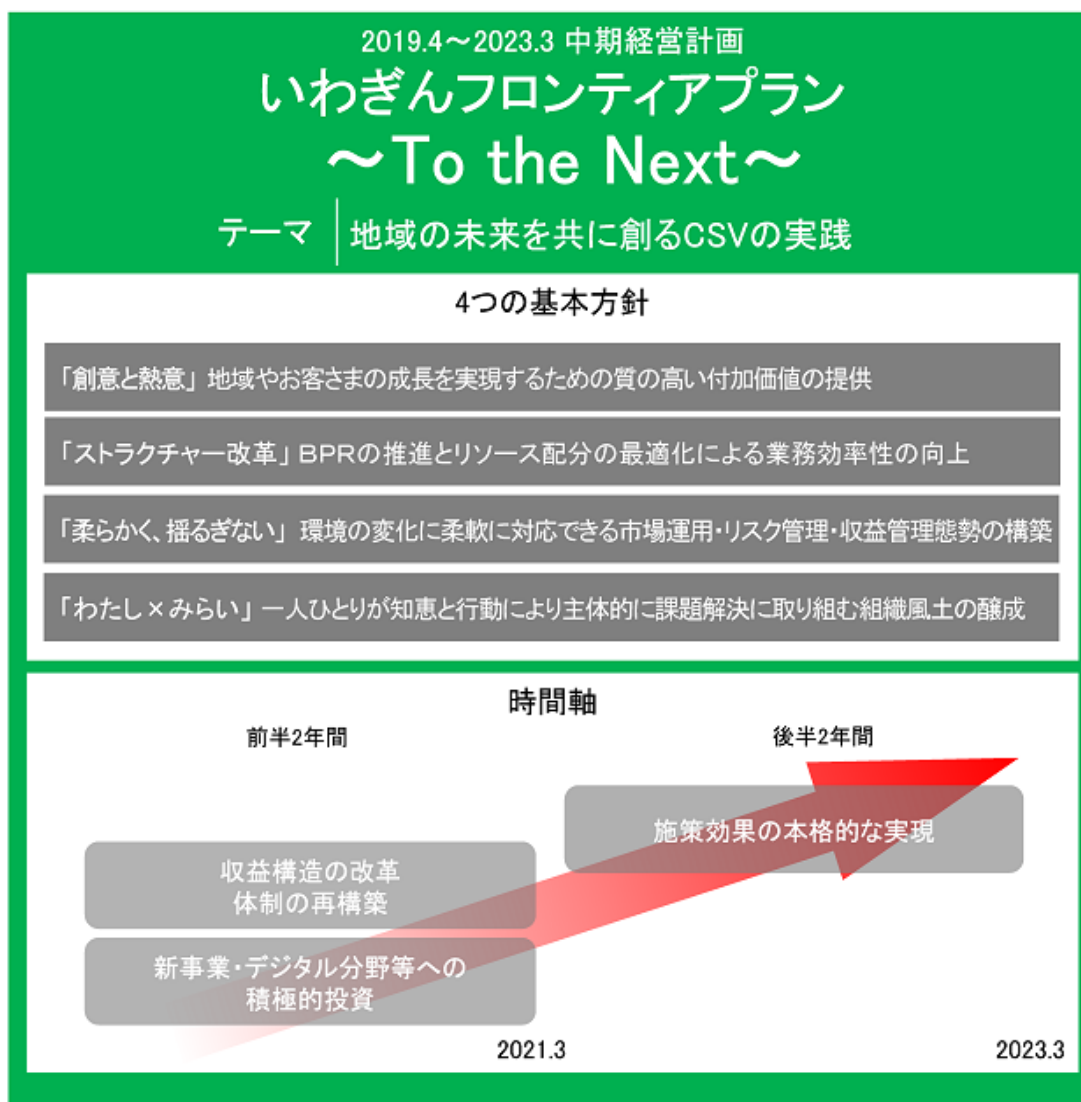 2019.4～2023.3 中期経営計画
いわぎんフロンティアプラン
～To the Next～
テーマ 地域の未来を共に創るCSVの実践
4つの基本方針
「創意と熱意」 地域やお客さまの成長を実現するための質の高い付加価値の提供
「ストラクチャー改革」 BPRの推進とリソース配分の最適化による業務効率性の向上
「柔らかく、揺るぎない」 環境の変化に柔軟に対応できる市場運用・リスク管理・収益管理態勢の構築
「わたし×みらい」 一人ひとりが知恵と行動により主体的に課題解決に取り組む組織風土の醸成
時間軸
前半2年間
後半2年間
施策効果の本格的な実現
収益構造の改革
体制の再構築
新事業・デジタル分野等への
積極的投資
2021.3
2023.3